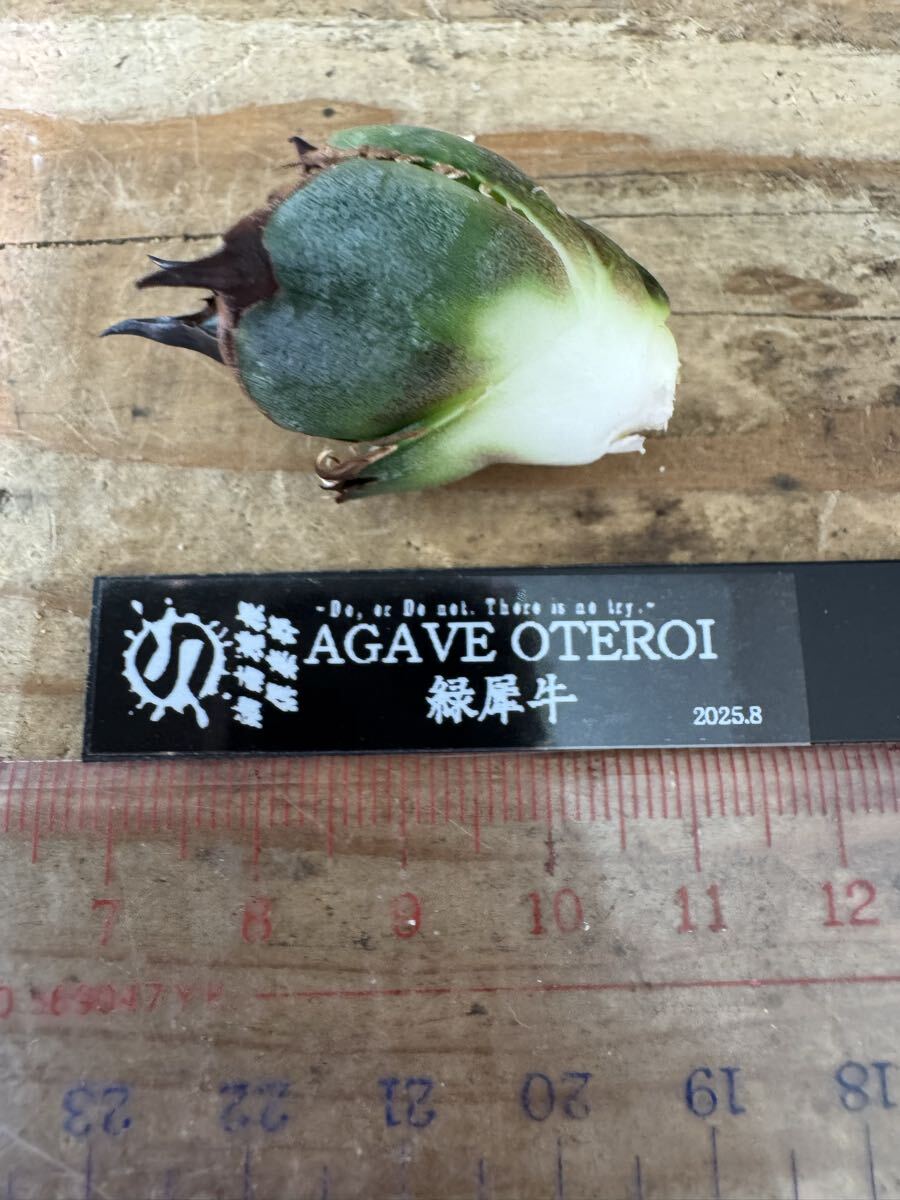 ~Do, or Do not. There is no try.~
AGAVE OTEROI
緑犀牛
2025.8
7 8 9 10 11 12
23 22 21 20 19 18